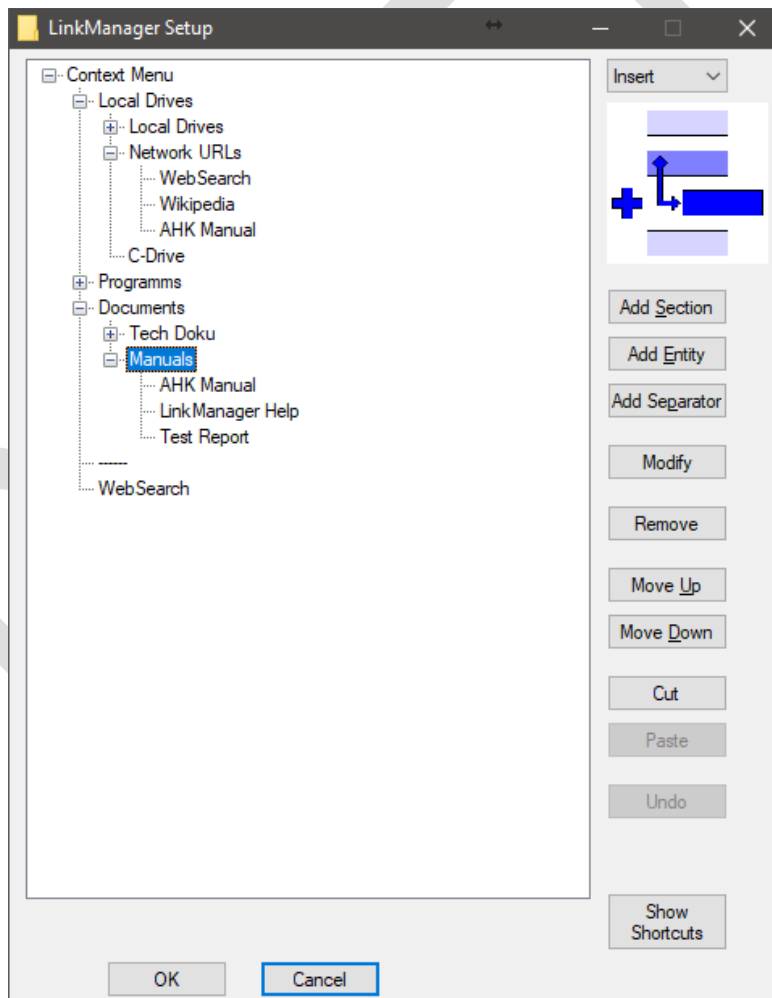 LinkManager Setup
Context Menu
Local Drives
Local Drives
Network URLs
WebSearch
Wikipedia
AHK Manual
C-Drive
Programms
Documents
Tech Doku
Manuals
AHK Manual
LinkManager Help
Test Report
------
WebSearch
Insert
Add Section
Add Entity
Add Separator
Modify
Remove
Move Up
Move Down
Cut
Paste
Undo
Show
Shortcuts
OK
Cancel